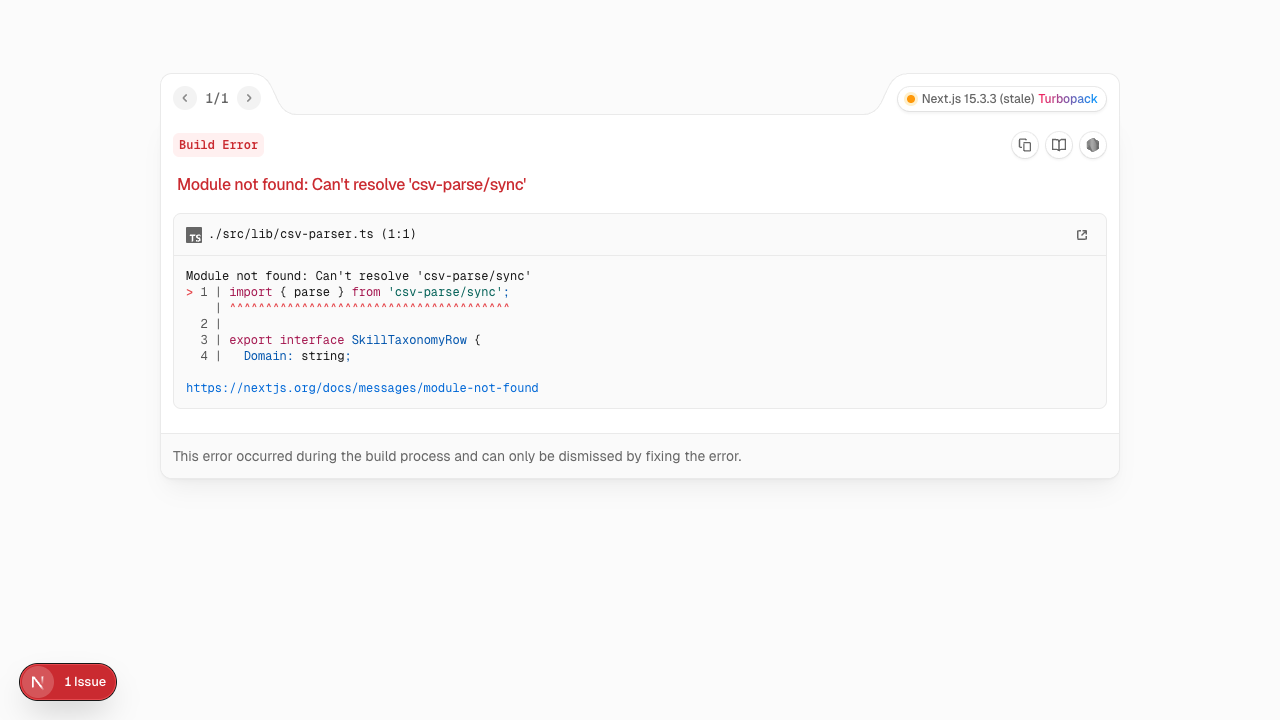 1/1
Next.js 15.3.3 (stale) Turbopack
Build Error
Module not found: Can't resolve 'csv-parse/sync'
TS ./src/lib/csv-parser.ts (1:1)
Module not found: Can't resolve 'csv-parse/sync'
> 1 | import { parse } from 'csv-parse/sync';
    | ^^^^^^^^^^^^^^^^^^^^^^^^^^^^^^^^^^^^^^^
  2 |
  3 | export interface SkillTaxonomyRow {
  4 |   Domain: string;
https://nextjs.org/docs/messages/module-not-found
This error occurred during the build process and can only be dismissed by fixing the error.
N 1 Issue